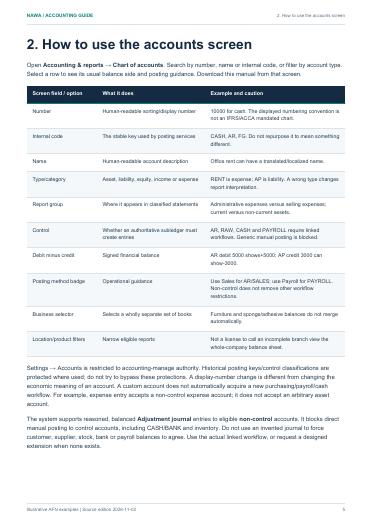 NAWA / ACCOUNTING GUIDE
2. How to use the accounts screen
2. How to use the accounts screen
Open Accounting & reports → Chart of accounts. Search by number, name or internal code, or filter by account type.
Select a row to see its usual balance side and posting guidance. Download this manual from that screen.
Screen field / option What it does Example and caution
Number Human-readable sorting/display number 10000 for cash. The displayed numbering convention is
not an IFRS/ACCA mandated chart.
Internal code The stable key used by posting services CASH, AR, FG. Do not repurpose it to mean something
different.
Name Human-readable account description Office rent can have a translated/localized name.
Type/category Asset, liability, equity, income or expense RENT is expense; AP is liability. A wrong type changes
report interpretation.
Report group Where it appears in classified statements Administrative expenses versus selling expenses;
current versus non-current assets.
Control Whether an authoritative subledger must
create entries
AR, RAW, CASH and PAYROLL require linked
workflows. Generic manual posting is blocked.
Debit minus credit Signed financial balance AR debit 5000 shows+5000; AP credit 3000 can
show-3000.
Posting method badge Operational guidance Use Sales for AR/SALES; use Payroll for PAYROLL.
Non-control does not remove other workflow
restrictions.
Business selector Selects a wholly separate set of books Furniture and sponge/adhesive balances do not merge
automatically.
Location/product filters Narrow eligible reports Not a license to call an incomplete branch view the
whole-company balance sheet.
Settings → Accounts is restricted to accounting-manage authority. Historical posting keys/control classifications are
protected where used; do not try to bypass these protections. A display-number change is different from changing the
economic meaning of an account. A custom account does not automatically acquire a new purchasing/payroll/cash
workflow. For example, expense entry accepts a non-control expense account; it does not accept an arbitrary asset
account.
The system supports reasoned, balanced Adjustment journal entries to eligible non-control accounts. It blocks direct
manual posting to control accounts, including CASH/BANK and inventory. Do not use an invented journal to force
customer, supplier, stock, bank or payroll balances to agree. Use the actual linked workflow, or request a designed
extension when none exists.
Illustrative AFN examples | Source edition 2026-11-03
5